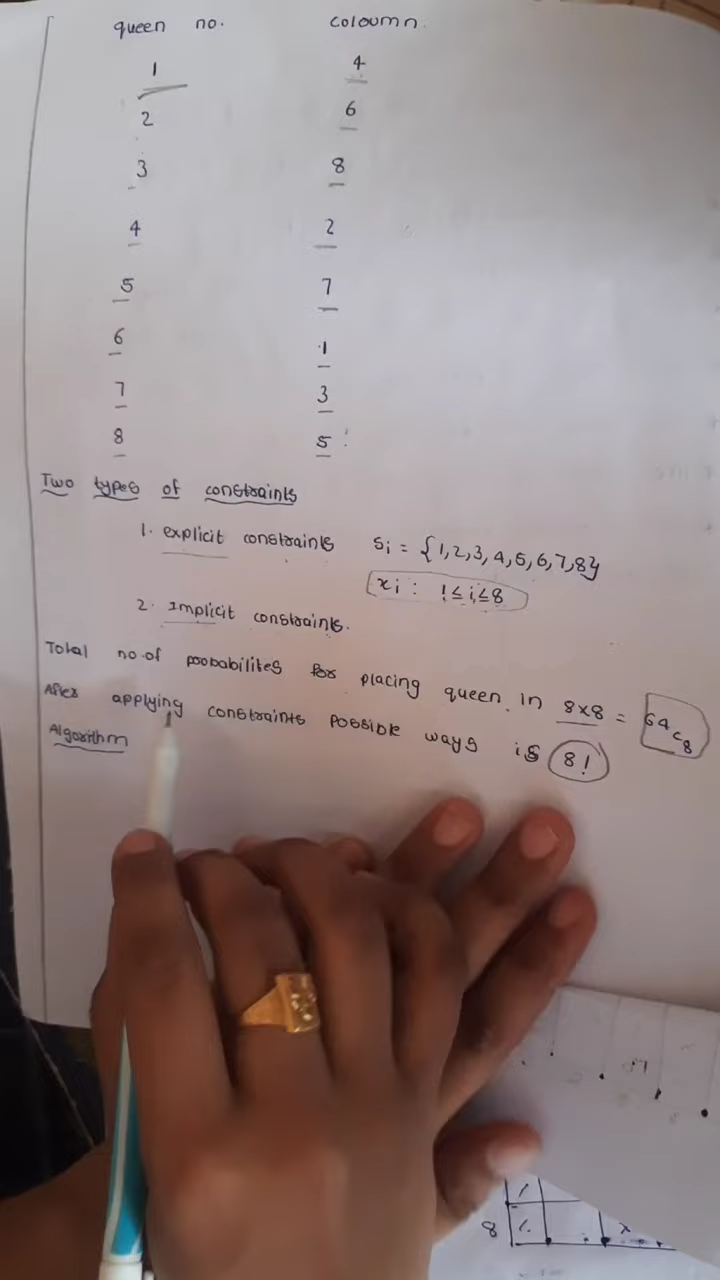 queen no. coloumn.
1 4
2 6
3 8
4 2
5 7
6 1
7 3
8 5
Two types of constraints
1. explicit constraints Si = {1,2,3,4,5,6,7,8}
xi : 1≤i≤8
2. Implicit constraints.
Total no.of poobabilites for placing queen in 8x8 = 64c8
After applying constraints possible ways is 8!
Algorithm
8